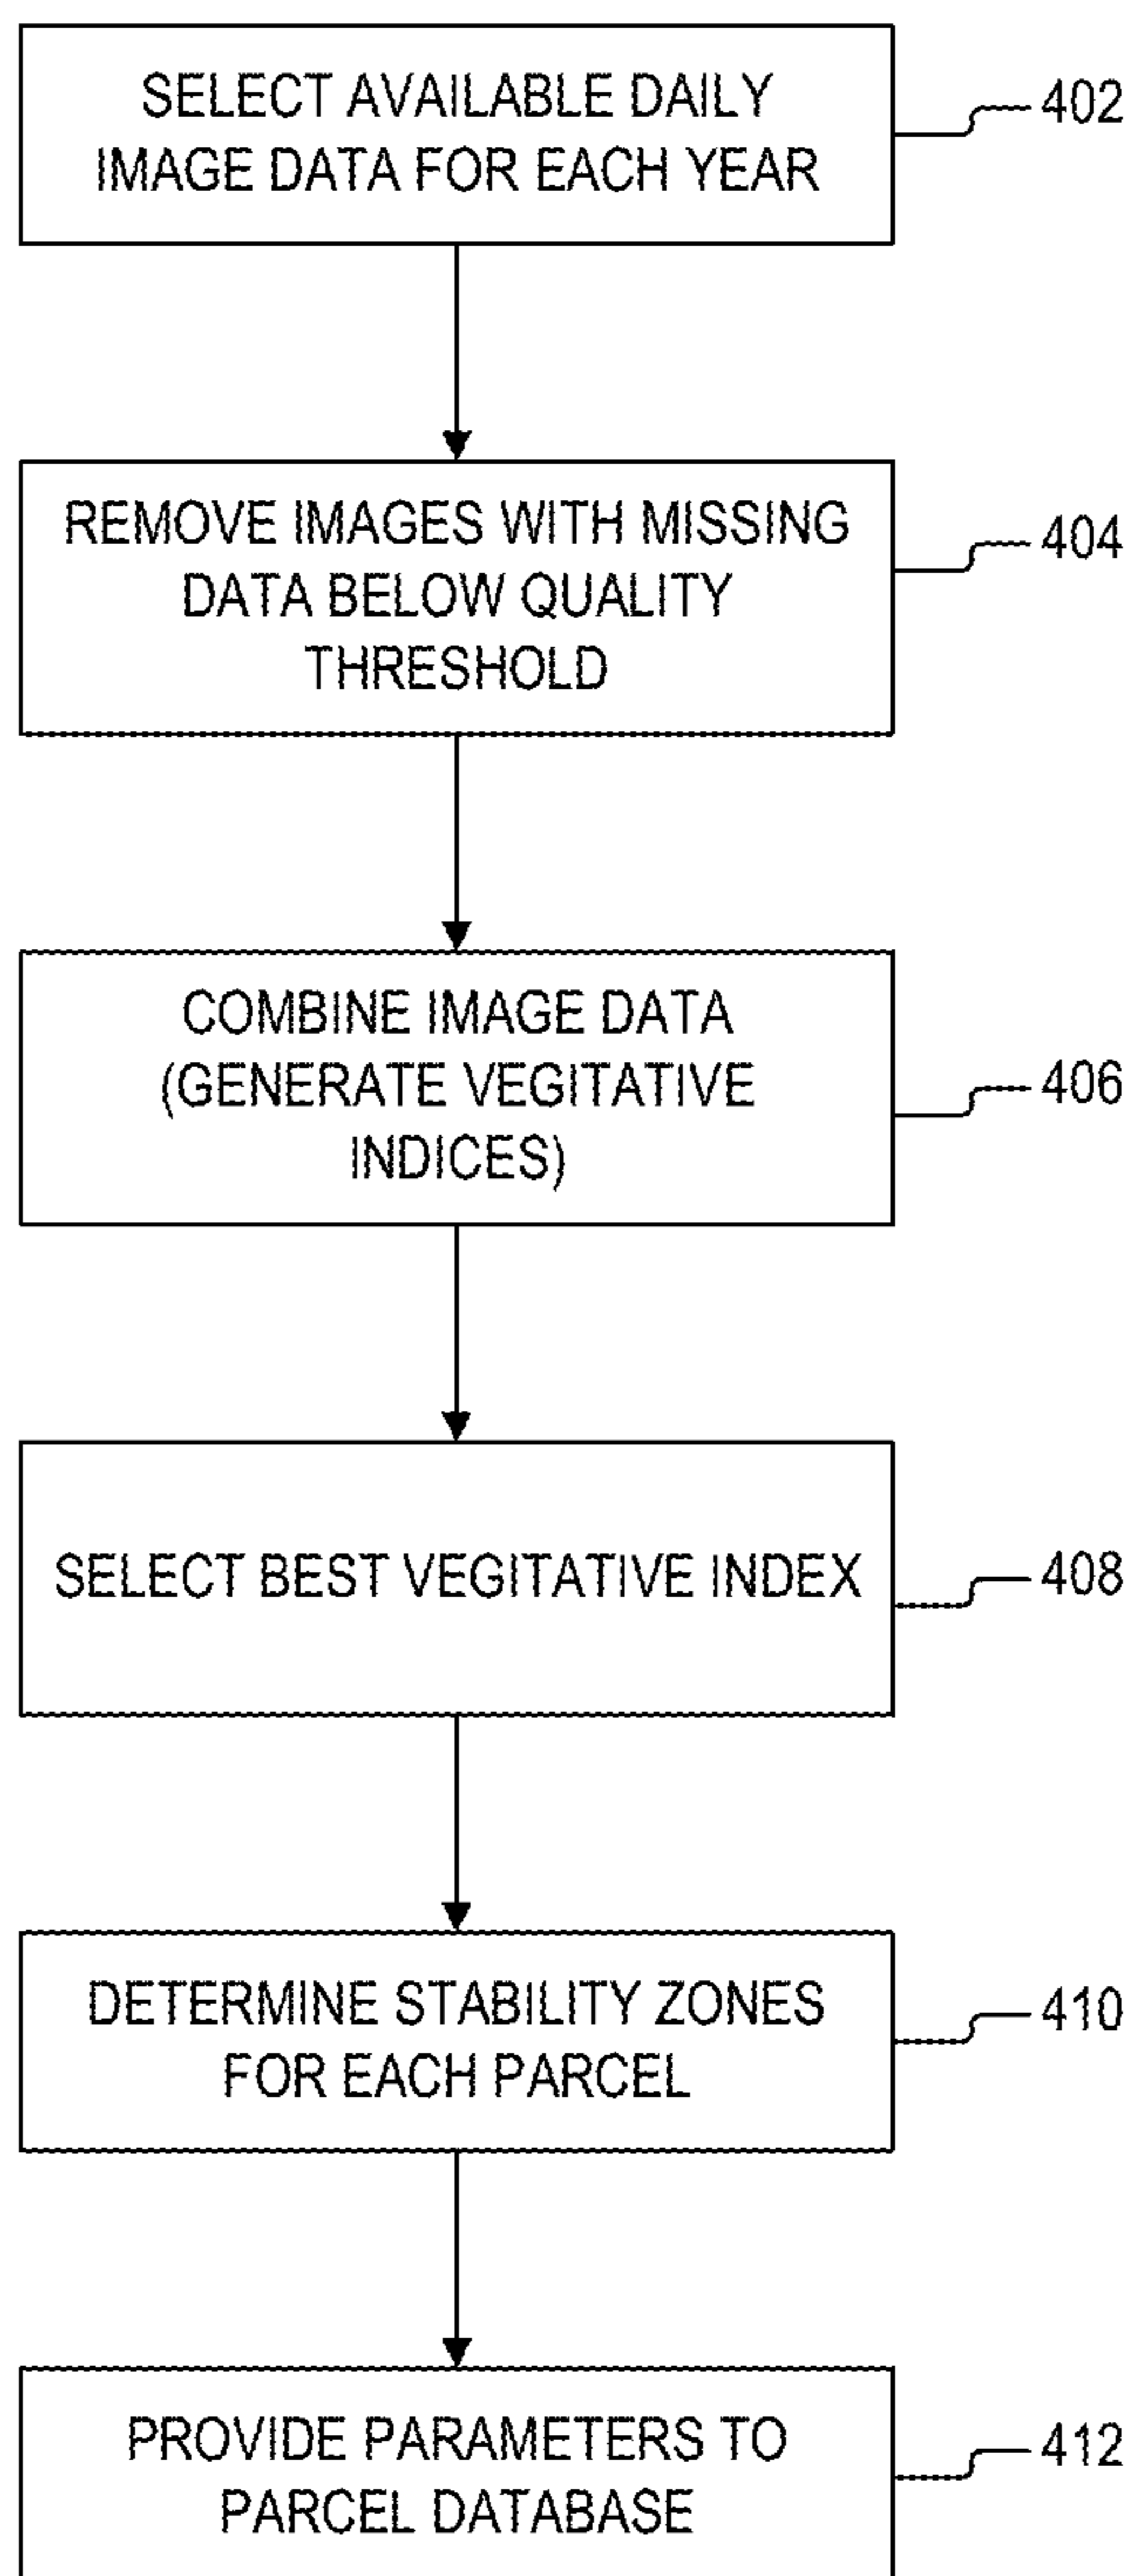 SELECT AVAILABLE DAILY
IMAGE DATA FOR EACH YEAR
402
REMOVE IMAGES WITH MISSING
DATA BELOW QUALITY
THRESHOLD
404
COMBINE IMAGE DATA
(GENERATE VEGITATIVE
INDICES)
406
SELECT BEST VEGITATIVE INDEX
408
DETERMINE STABILITY ZONES
FOR EACH PARCEL
410
PROVIDE PARAMETERS TO
PARCEL DATABASE
412